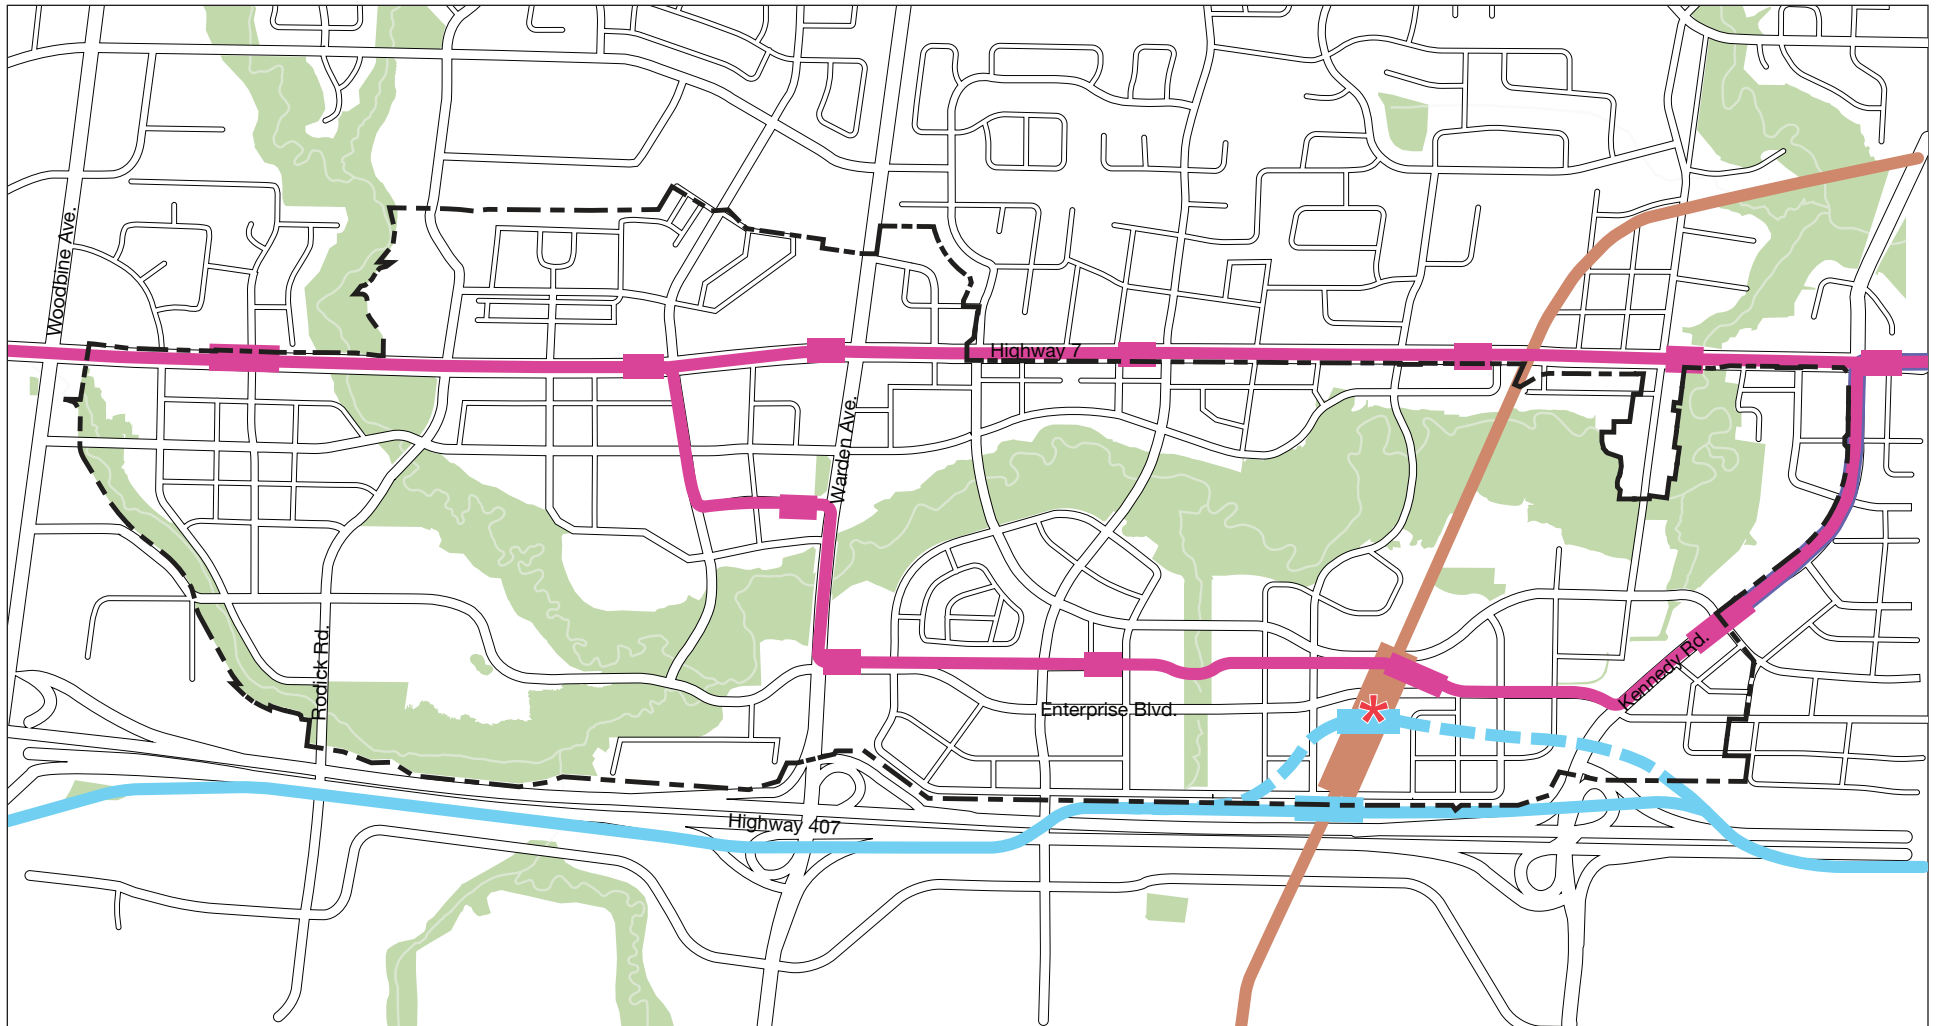 Woodbine Ave.
Highway 7
Warden Ave.
Rodick Rd.
Kennedy Rd.
Enterprise Blvd.
*
Highway 407